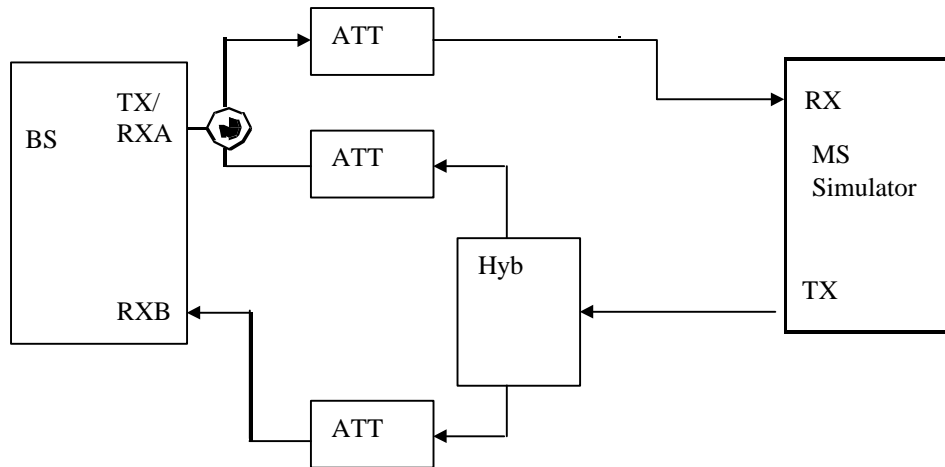 ATT
TX/
RXA
BS
RX
ATT
MS
Simulator
Hyb
TX
RXB
ATT